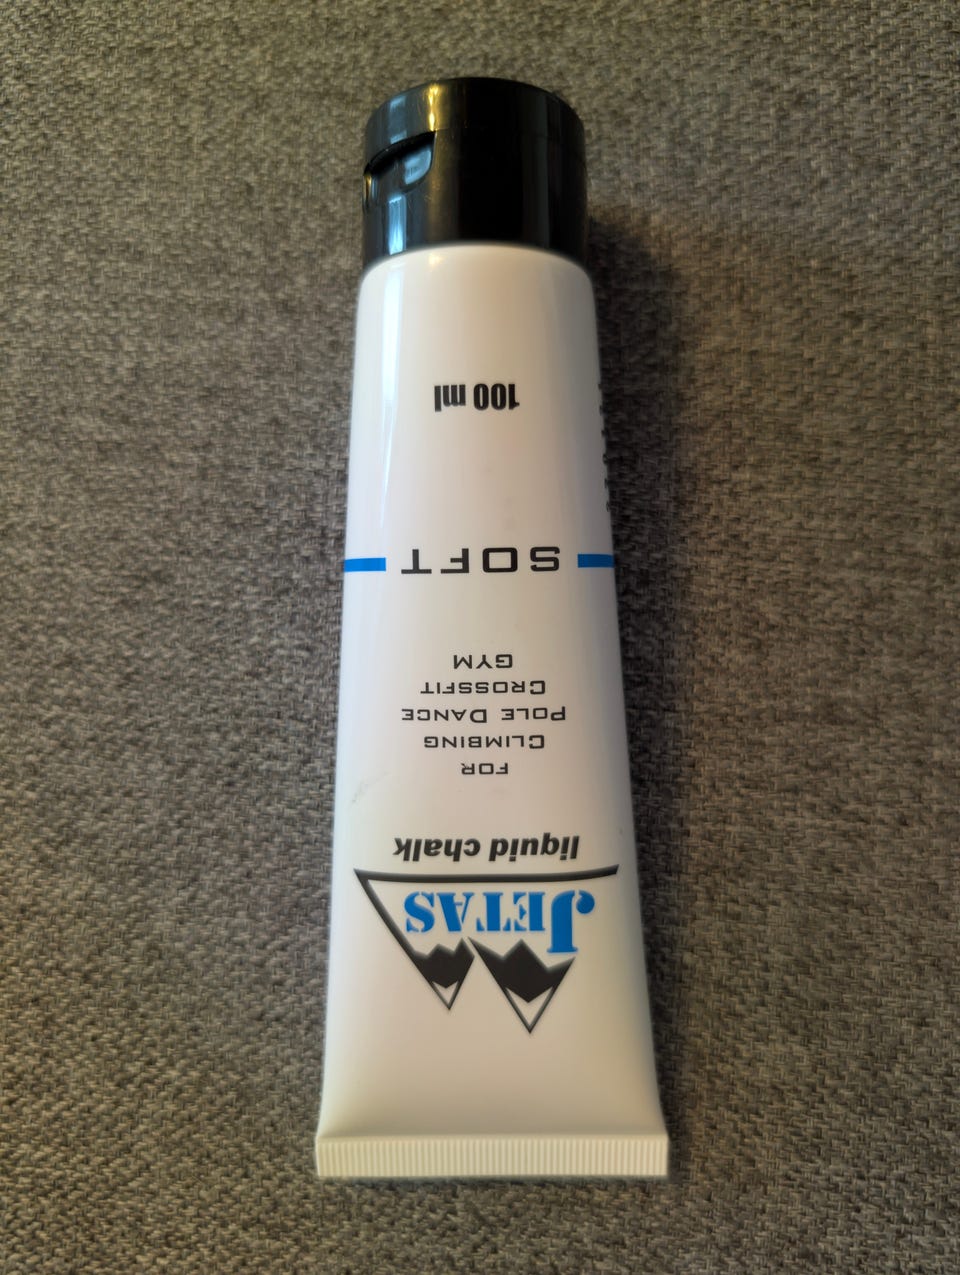 JETAS
liquid chalk
FOR
CLIMBING
POLE DANCE
CROSSFIT
GYM
SOFT
100 ml